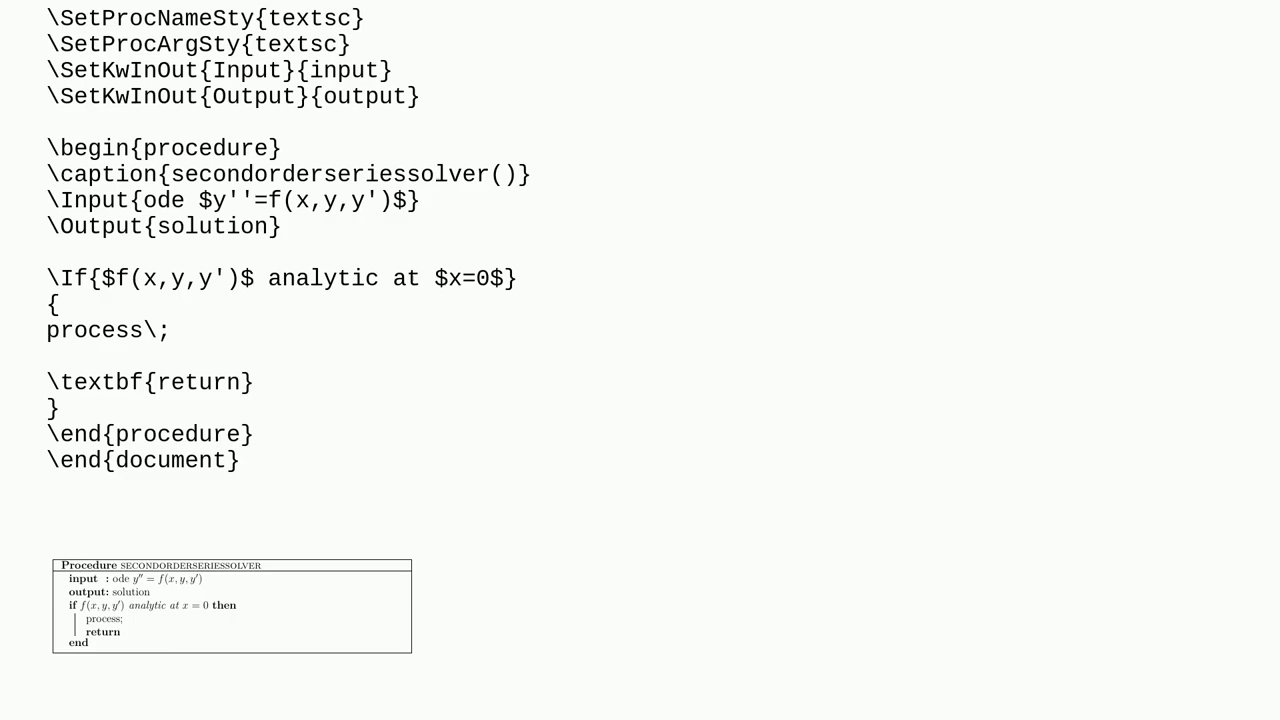 \SetProcNameSty{textsc}
\SetProcArgSty{textsc}
\SetKwInOut{Input}{input}
\SetKwInOut{Output}{output}
\begin{procedure}
\caption{secondorderseriessolver()}
\Input{ode $y''=f(x,y,y')$}
\Output{solution}
\If{$f(x,y,y')$ analytic at $x=0$}
{
process\;
\textbf{return}
}
\end{procedure}
\end{document}
Procedure SECONDORDERSERIESSOLVER
input : ode y″ = f(x, y, y′)
output: solution
if f(x, y, y′) analytic at x = 0 then
process;
return
end